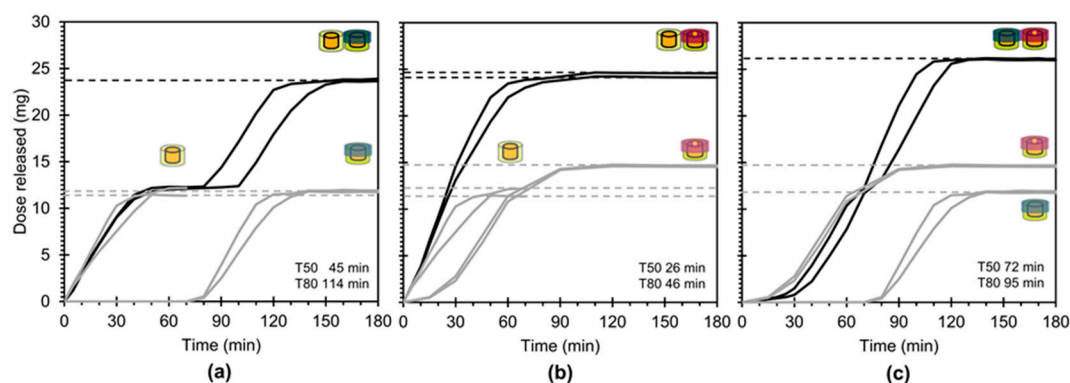 30
25
20
15
10
5
0
Dose released (mg)
T50 45 min
T80 114 min
0 30 60 90 120 150 180
Time (min)
(a)
T50 26 min
T80 46 min
0 30 60 90 120 150 180
Time (min)
(b)
T50 72 min
T80 95 min
0 30 60 90 120 150 180
Time (min)
(c)